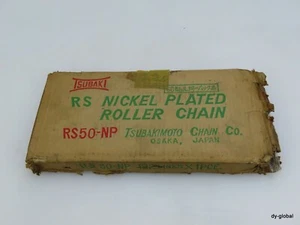 TSUBAKI
RS NICKEL PLATED
ROLLER CHAIN
RS50-NP TSUBAKIMOTO CHAIN CO.
OSAKA, JAPAN
dy-global